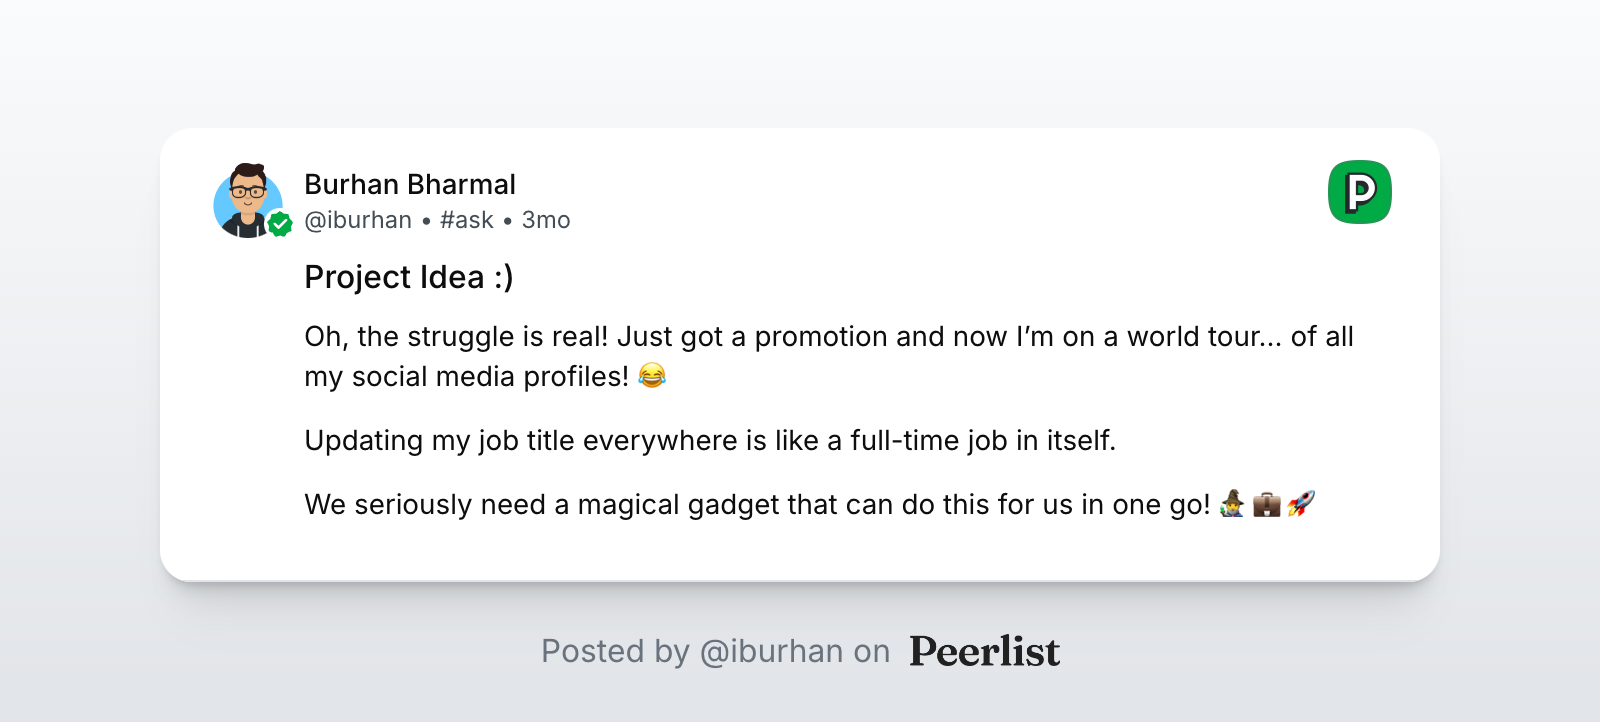 Burhan Bharmal
@iburhan • #ask • 3mo
P
Project Idea :)
Oh, the struggle is real! Just got a promotion and now I’m on a world tour... of all
my social media profiles! 😂
Updating my job title everywhere is like a full-time job in itself.
We seriously need a magical gadget that can do this for us in one go! 🧙‍♂️💼🚀
Posted by @iburhan on Peerlist